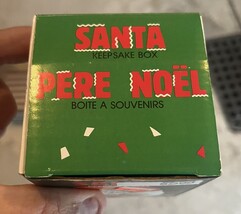 SANTA
KEEPSAKE BOX
PERE NOËL
BOITE A SOUVENIRS